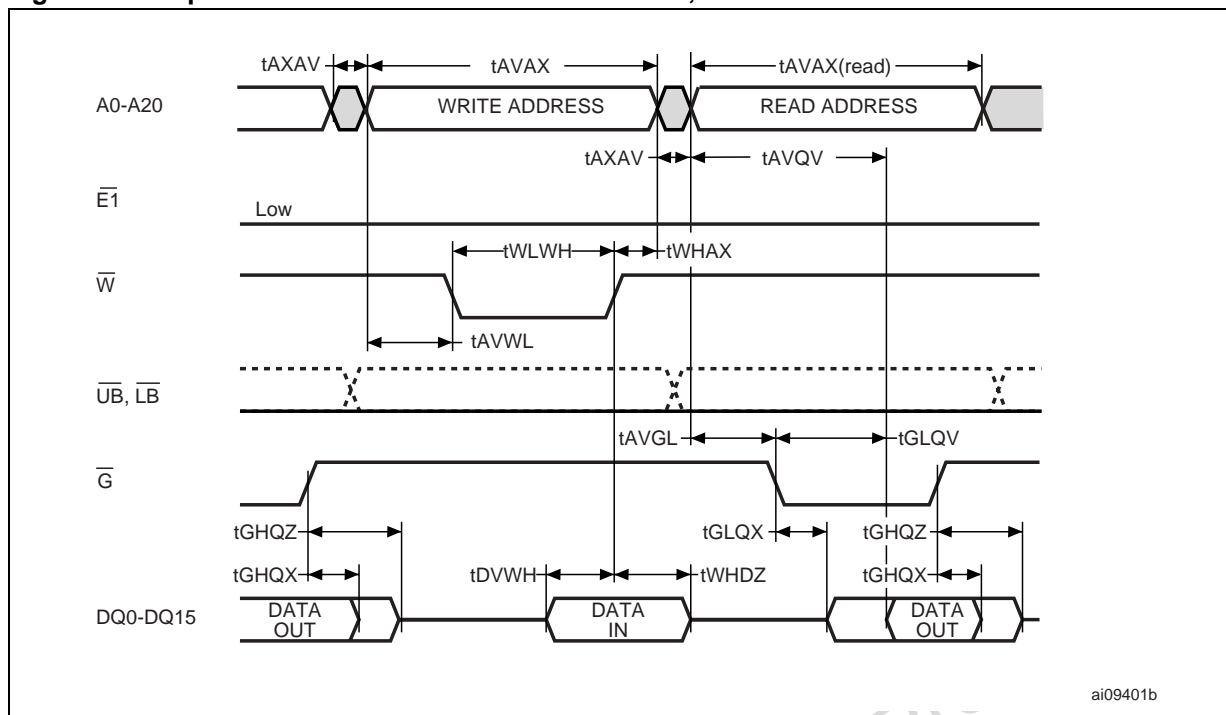 tAXAV
tAVAX
tAVAX(read)
A0-A20
WRITE ADDRESS
READ ADDRESS
tAXAV
tAVQV
E1
Low
tWLWH
tWHAX
W
tAVWL
UB, LB
tAVGL
tGLQV
G
tGHQZ
tGLQX
tGHQZ
tGHQX
tDVWH
tWHDZ
tGHQX
DQ0-DQ15
DATA
OUT
DATA
IN
DATA
OUT
ai09401b